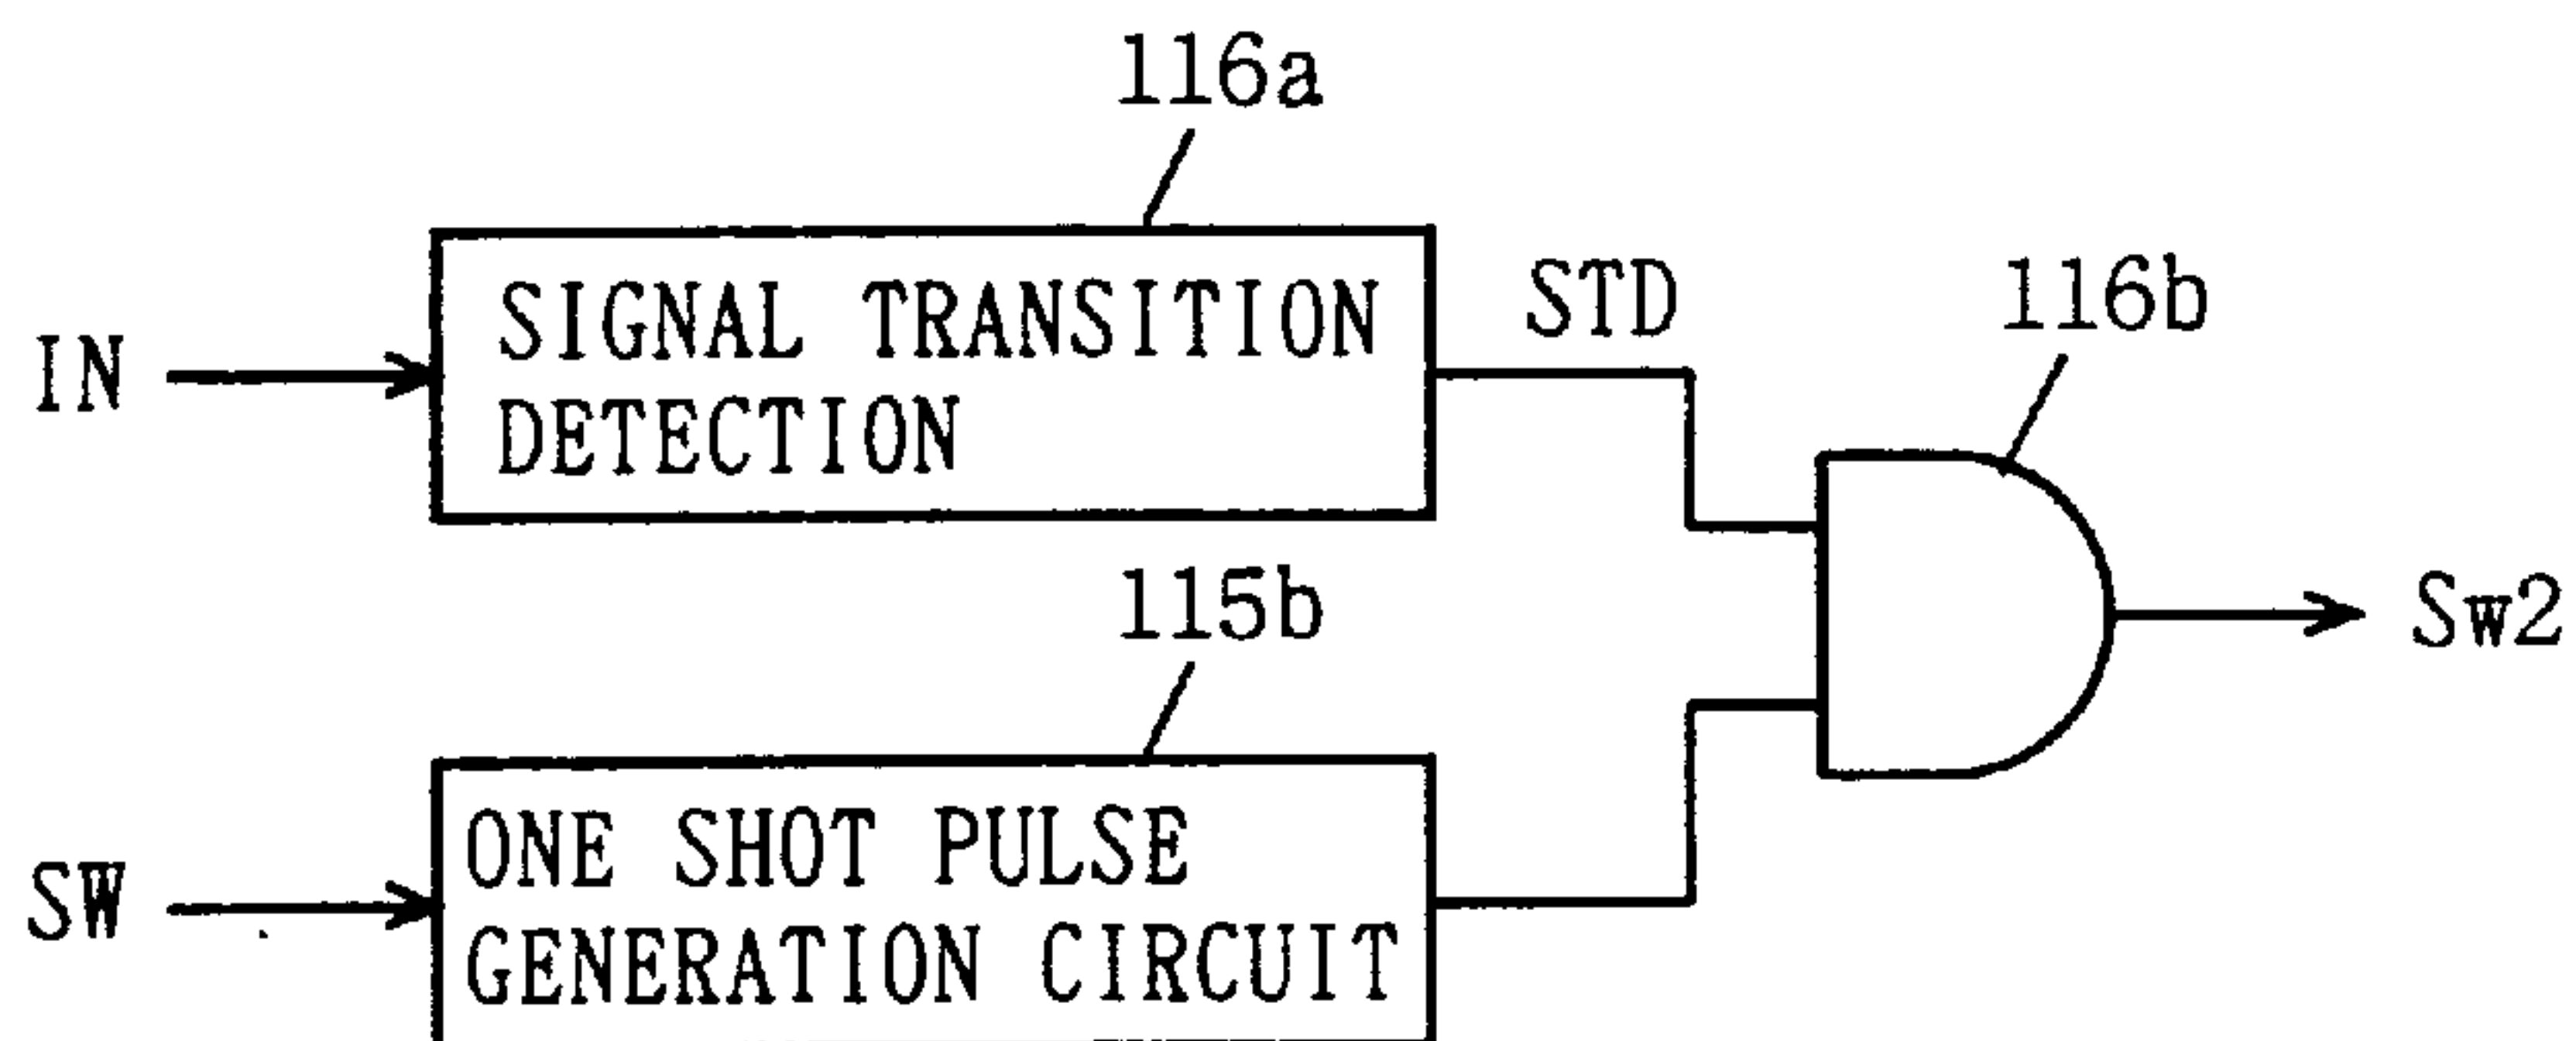 116a
SIGNAL TRANSITION
DETECTION
IN
STD
116b
115b
Sw2
ONE SHOT PULSE
GENERATION CIRCUIT
SW